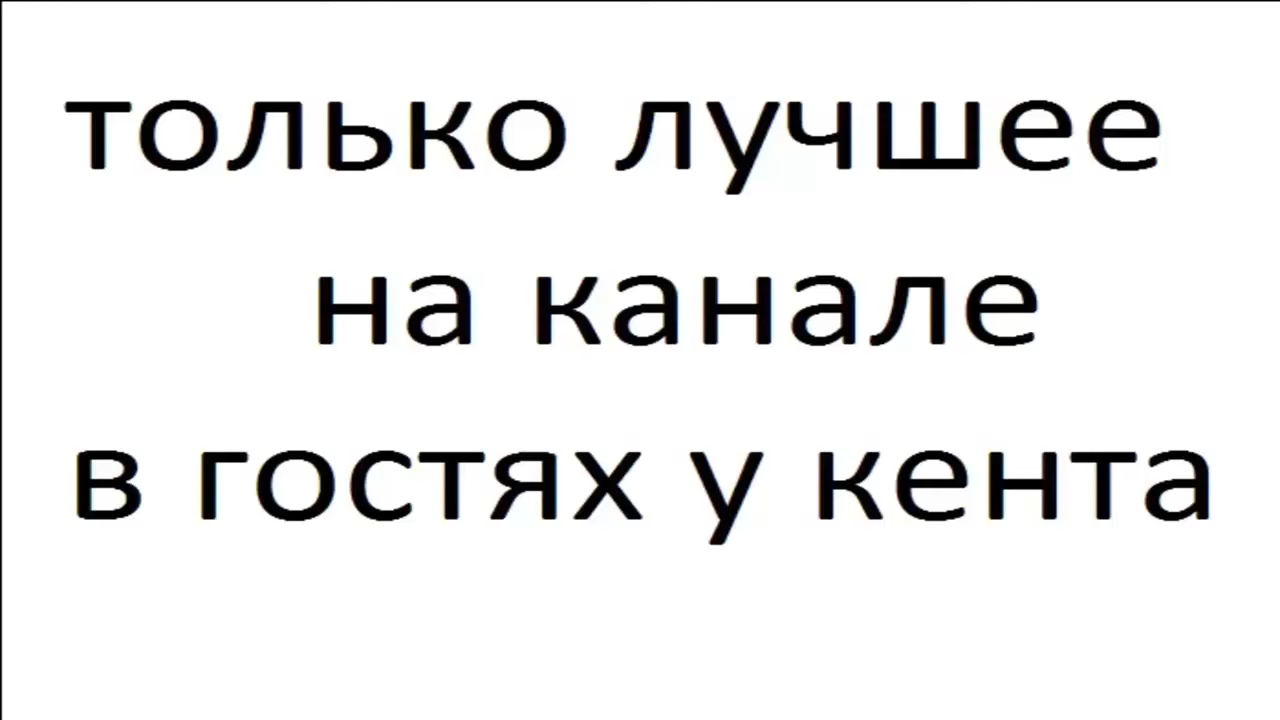 только лучшее
на канале
в гостях у кента